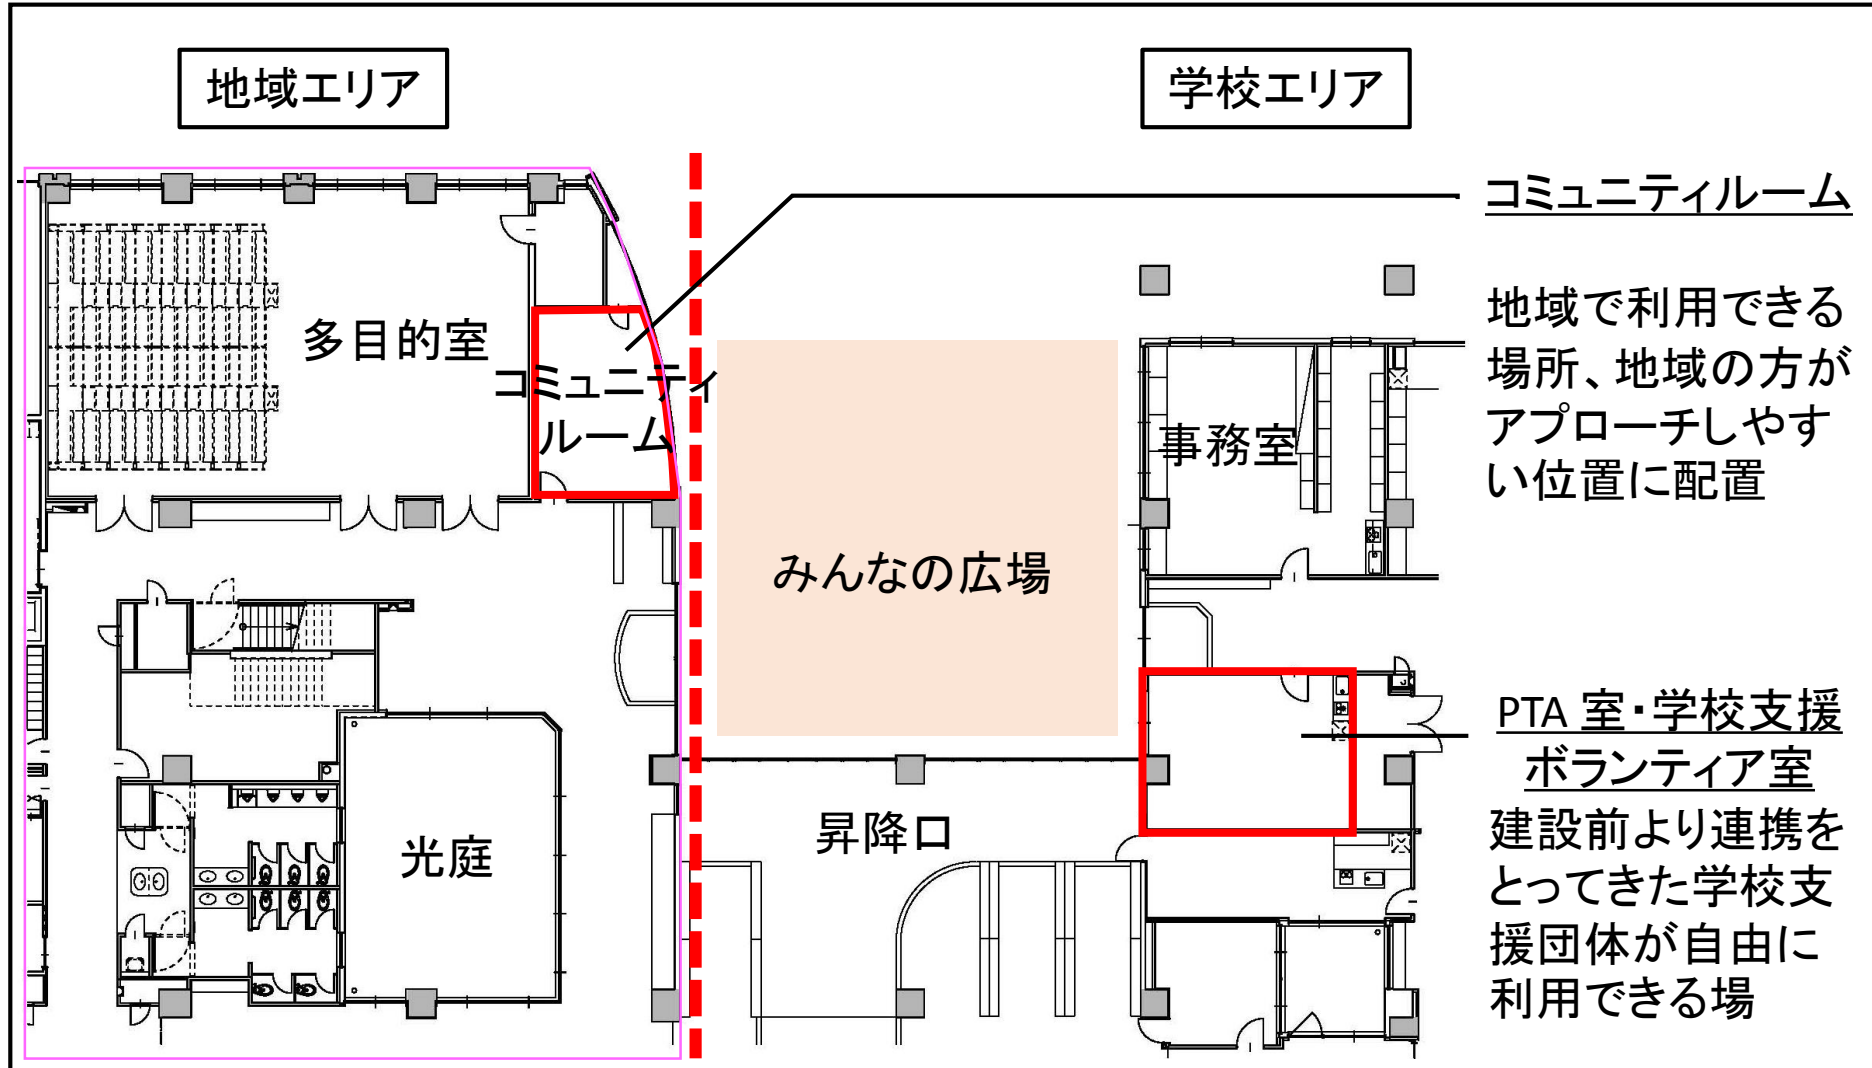 地域エリア
学校エリア
コミュニティルーム
地域で利用できる
場所、地域の方が
アプローチしやす
い位置に配置
多目的室
コミュニティ
ルーム
事務室
みんなの広場
PTA 室・学校支援
ボランティア室
建設前より連携を
とってきた学校支
援団体が自由に
利用できる場
昇降口
光庭